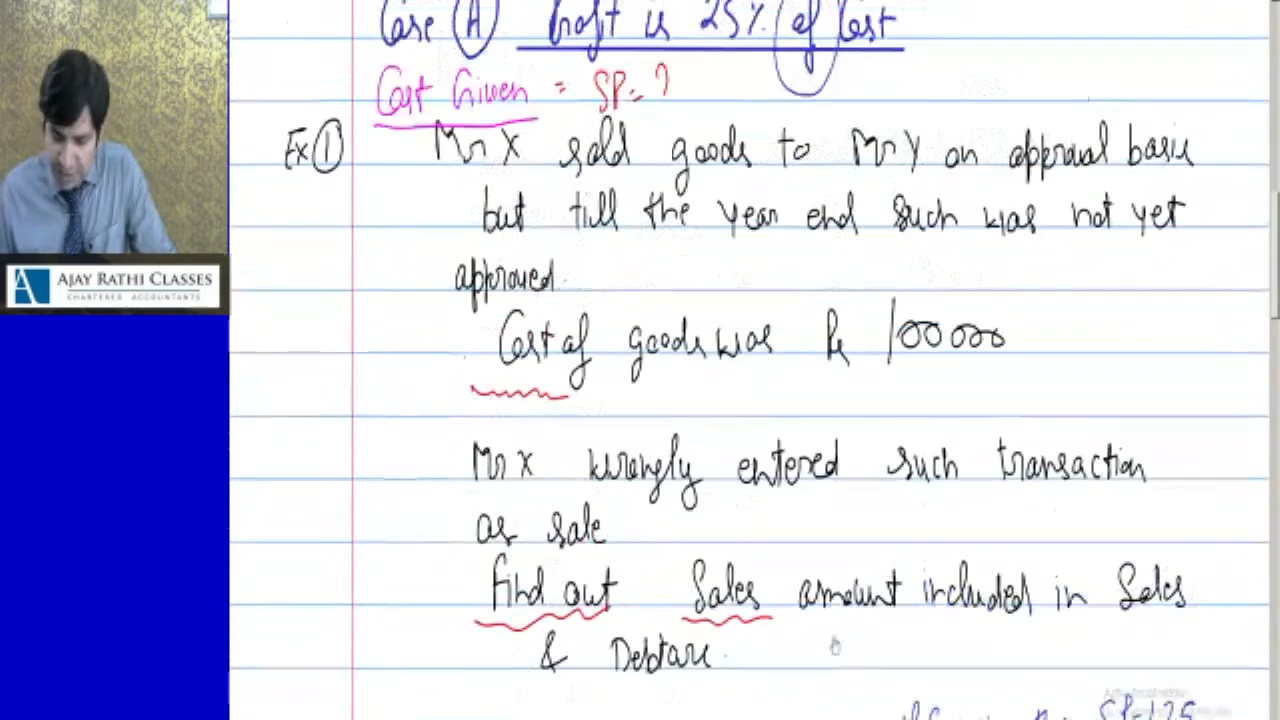 Case A Profit is 25% of Cost
Cost Given = SP = ?
Ex 1 Mr X sold goods to Mr Y on approval basis
but till the year end such was not yet
approved.
Cost of goods was Rs 100000
Mr X wrongly entered such transaction
as sale
Find out Sales amount included in Sales
& Debtors.
SP=125
AJAY RATHI CLASSES
CHARTERED ACCOUNTANTS